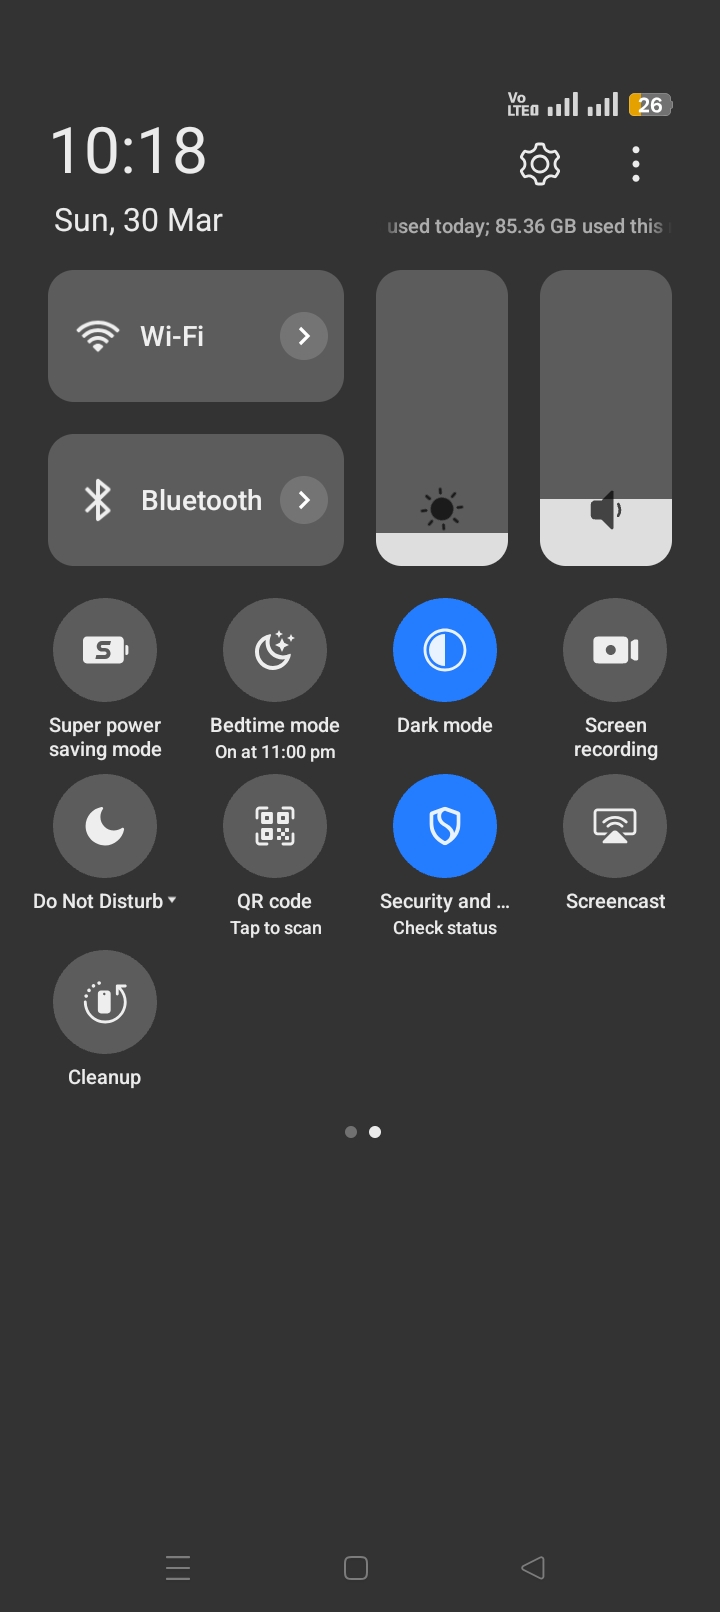 Vo
LTE 26
10:18
Sun, 30 Mar
used today; 85.36 GB used this
Wi-Fi
Bluetooth
Super power
saving mode
Bedtime mode
On at 11:00 pm
Dark mode
Screen
recording
Do Not Disturb
QR code
Tap to scan
Security and ...
Check status
Screencast
Cleanup